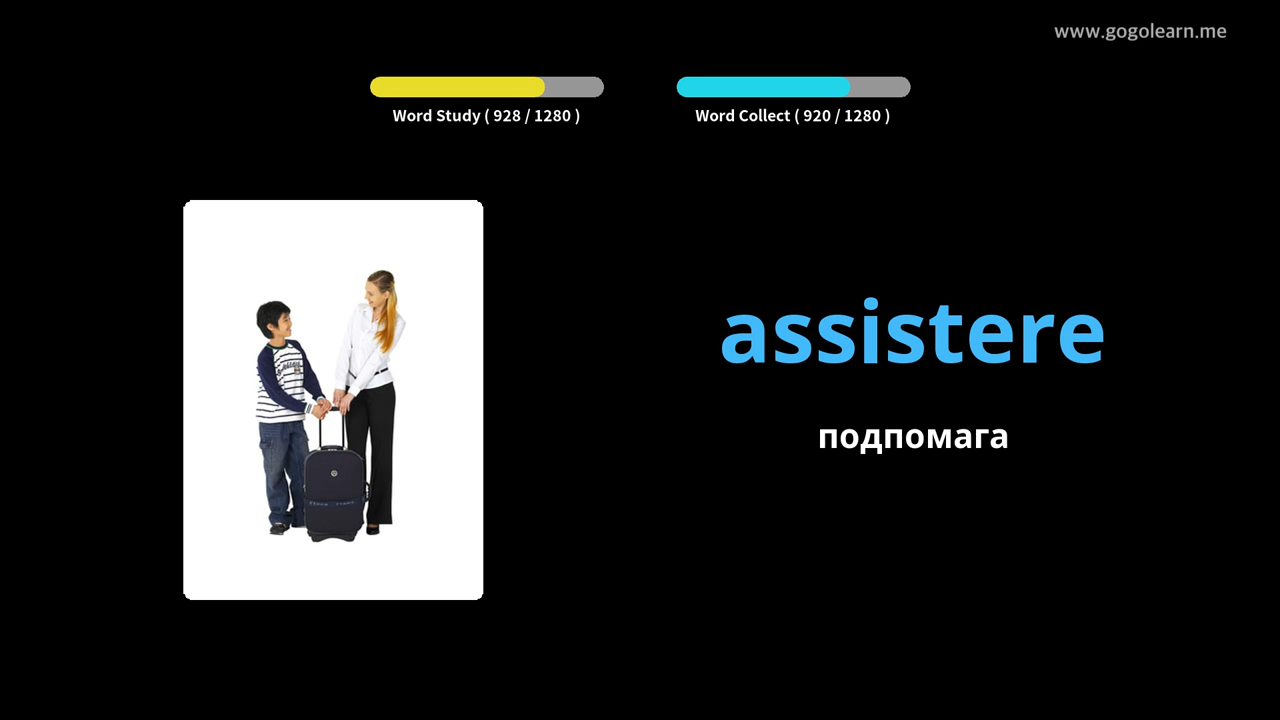 www.gogolearn.me
Word Study ( 928 / 1280 )
Word Collect ( 920 / 1280 )
assistere
подпомага